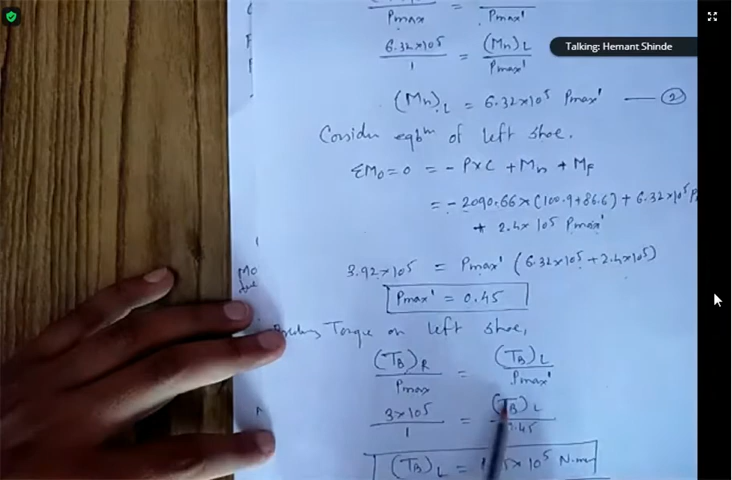 Pmax = Pmax'
6.32×10⁵ / 1 = (Mn)L / Pmax'
Talking: Hemant Shinde
(Mn)L = 6.32×10⁵ Pmax' — ②
Consider eqbᵐ of left shoe.
ΣMo=0 = - P×C + Mn + MF
= - 2090.66 × (100.9+86.6) + 6.32×10⁵ P
+ 2.4×10⁵ Pmax'
3.92×10⁵ = Pmax' (6.32×10⁵ + 2.4×10⁵)
Pmax' = 0.45
Torque on left shoe,
(TB)R / Pmax = (TB)L / Pmax'
3×10⁵ / 1 = (TB)L / .45
(TB)L = ×10⁵ N.mm